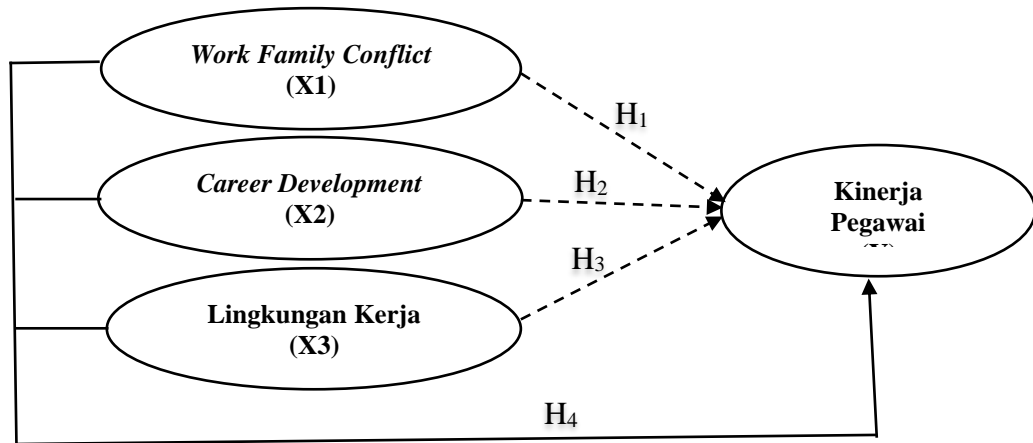 Work Family Conflict
(X1)
H1
Career Development
(X2)
H2
Kinerja
Pegawai
H3
Lingkungan Kerja
(X3)
H4